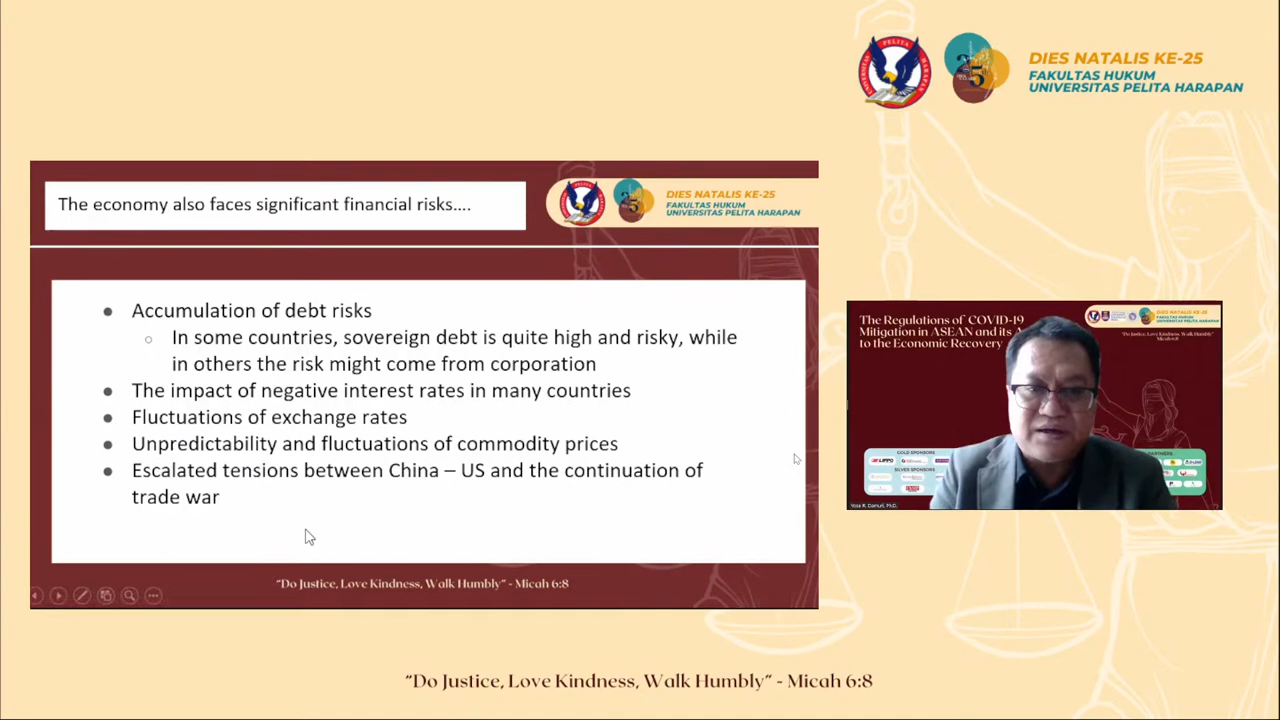 DIES NATALIS KE-25
FAKULTAS HUKUM
UNIVERSITAS PELITA HARAPAN
The economy also faces significant financial risks....
DIES NATALIS KE-25
FAKULTAS HUKUM
UNIVERSITAS PELITA HARAPAN
Accumulation of debt risks
In some countries, sovereign debt is quite high and risky, while
in others the risk might come from corporation
The impact of negative interest rates in many countries
Fluctuations of exchange rates
Unpredictability and fluctuations of commodity prices
Escalated tensions between China – US and the continuation of
trade war
"Do Justice, Love Kindness, Walk Humbly" - Micah 6:8
The Regulations of COVID-19
Mitigation in ASEAN and its
to the Economic Recovery
GOLD SPONSORS
LIPPO
SILVER SPONSORS
PARTNERS
Yose R. Damuri, PhD.
"Do Justice, Love Kindness, Walk Humbly" - Micah 6:8